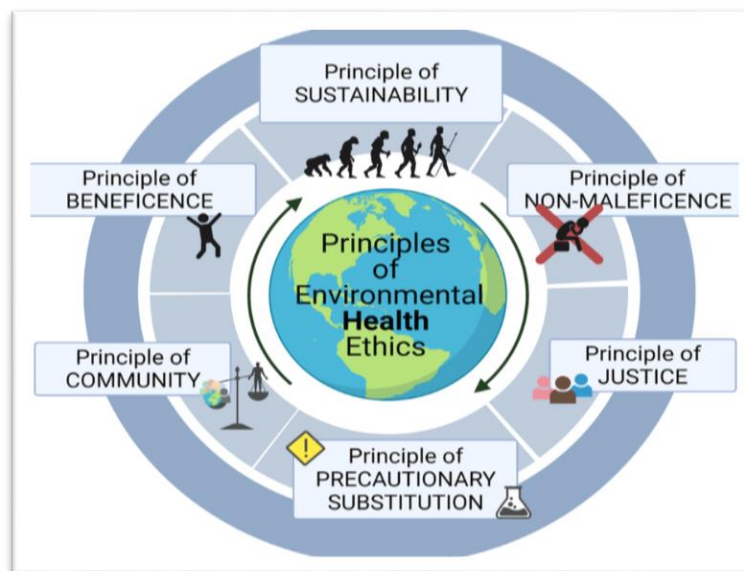 Principle of
SUSTAINABILITY
Principle of
BENEFICENCE
Principle of
NON-MALEFICENCE
Principles
of
Environmental
Health
Ethics
Principle of
COMMUNITY
Principle of
JUSTICE
Principle of
PRECAUTIONARY
SUBSTITUTION
!